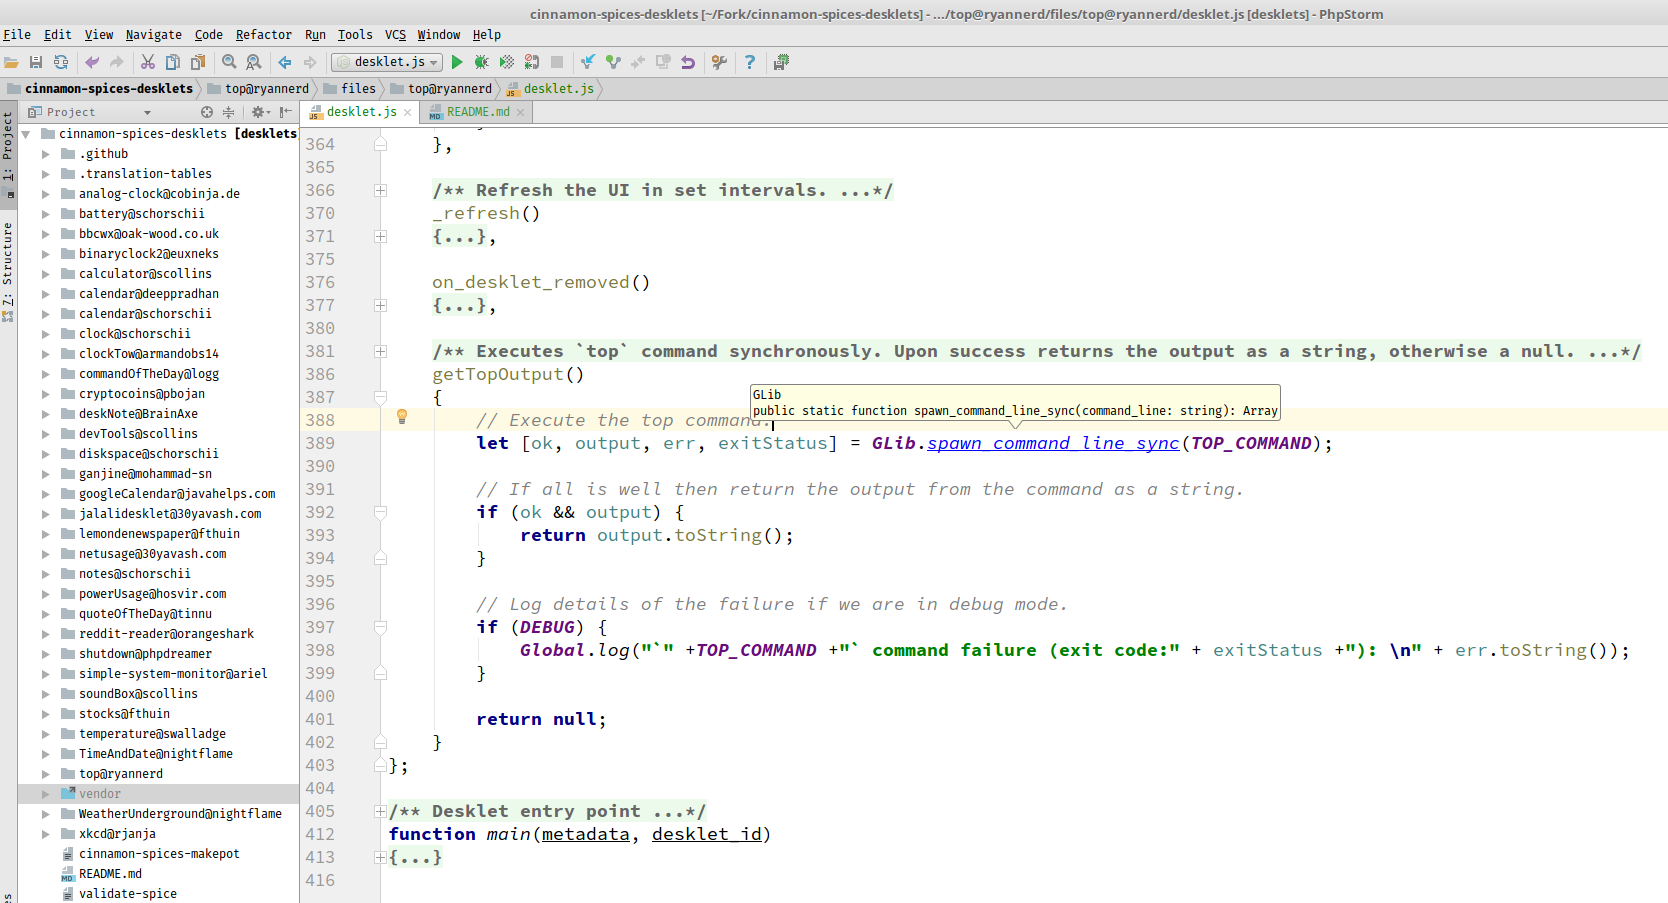 cinnamon-spices-desklets [~/Fork/cinnamon-spices-desklets] - .../top@ryannerd/files/top@ryannerd/desklet.js [desklets] - PhpStorm
File Edit View Navigate Code Refactor Run Tools VCS Window Help
desklet.js
cinnamon-spices-desklets top@ryannerd files top@ryannerd desklet.js
1: Project
7: Structure
Project
cinnamon-spices-desklets [desklets]
.github
.translation-tables
analog-clock@cobinja.de
battery@schorschii
bbcwx@oak-wood.co.uk
binaryclock2@euxneks
calculator@scollins
calendar@deeppradhan
calendar@schorschii
clock@schorschii
clockTow@armandobs14
commandOfTheDay@logg
cryptocoins@pbojan
deskNote@BrainAxe
devTools@scollins
diskspace@schorschii
ganjine@mohammad-sn
googleCalendar@javahelps.com
jalalidesklet@30yavash.com
lemondenewspaper@fthuin
netusage@30yavash.com
notes@schorschii
powerUsage@hosvir.com
quoteOfTheDay@tinnu
reddit-reader@orangeshark
shutdown@phpdreamer
simple-system-monitor@ariel
soundBox@scollins
stocks@fthuin
temperature@swalladge
TimeAndDate@nightflame
top@ryannerd
vendor
WeatherUnderground@nightflame
xkcd@rjanja
cinnamon-spices-makepot
README.md
validate-spice
desklet.js README.md
364 },
365
366 /** Refresh the UI in set intervals. ...*/
370 _refresh()
371 {...},
375
376 on_desklet_removed()
377 {...},
380
381 /** Executes `top` command synchronously. Upon success returns the output as a string, otherwise a null. ...*/
386 getTopOutput()
387 {
GLib
public static function spawn_command_line_sync(command_line: string): Array
388 // Execute the top command.
389 let [ok, output, err, exitStatus] = GLib.spawn_command_line_sync(TOP_COMMAND);
390
391 // If all is well then return the output from the command as a string.
392 if (ok && output) {
393 return output.toString();
394 }
395
396 // Log details of the failure if we are in debug mode.
397 if (DEBUG) {
398 Global.log("`" +TOP_COMMAND +"` command failure (exit code:" + exitStatus +"): \n" + err.toString());
399 }
400
401 return null;
402 }
403 };
404
405 /** Desklet entry point ...*/
412 function main(metadata, desklet_id)
413 {...}
416